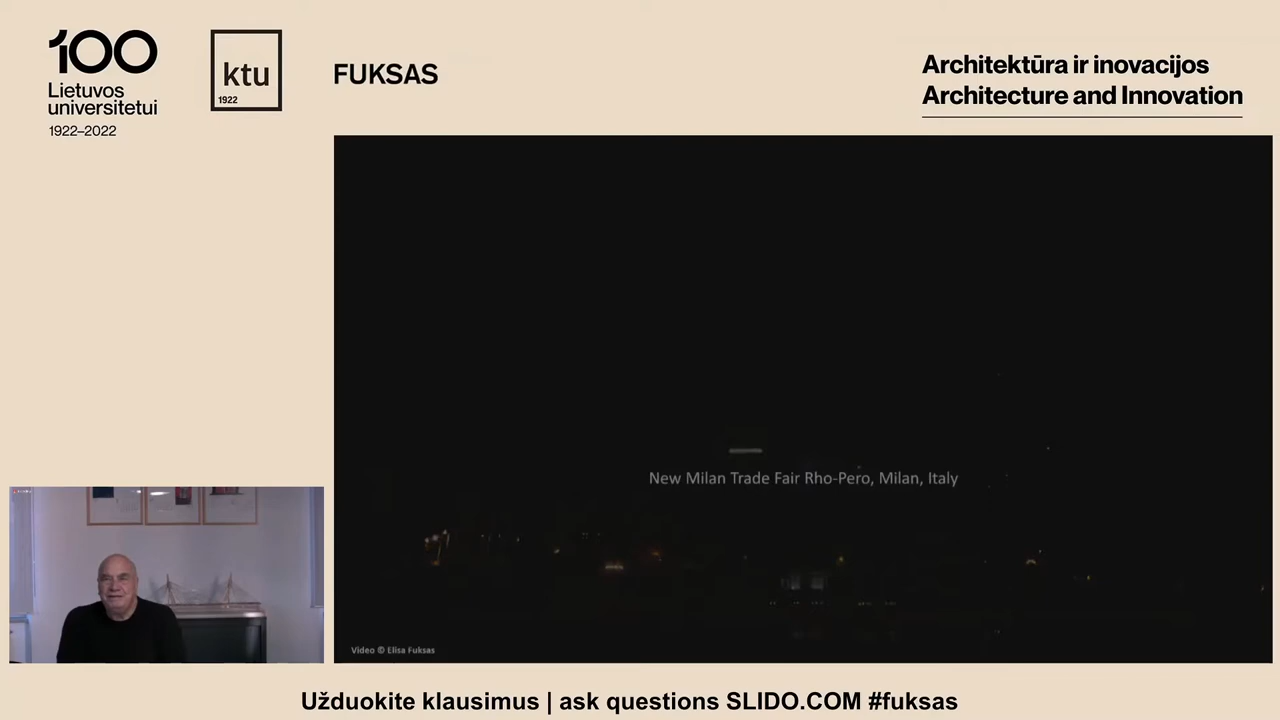 100
Lietuvos
universitetui
1922–2022
ktu
1922
FUKSAS
Architektūra ir inovacijos
Architecture and Innovation
New Milan Trade Fair Rho-Pero, Milan, Italy
Video © Elisa Fuksas
Užduokite klausimus | ask questions SLIDO.COM #fuksas